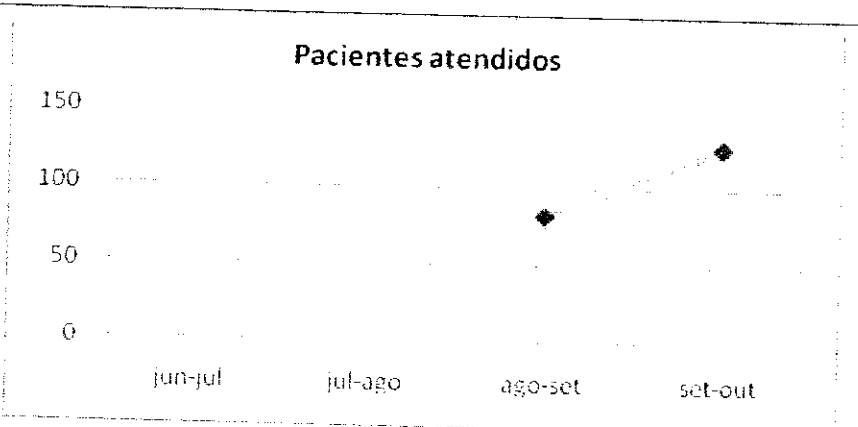 Pacientes atendidos
150
100
50
0
jun-jul
jul-ago
ago-set
set-out